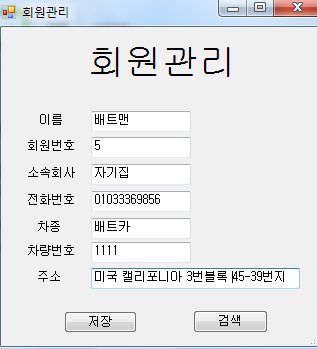 회원관리
회원관리
이름 배트맨
회원번호 5
소속회사 자기집
전화번호 01033369856
차종 배트카
차량번호 1111
주소 미국 캘리포니아 3번블록 45-39번지
저장 검색